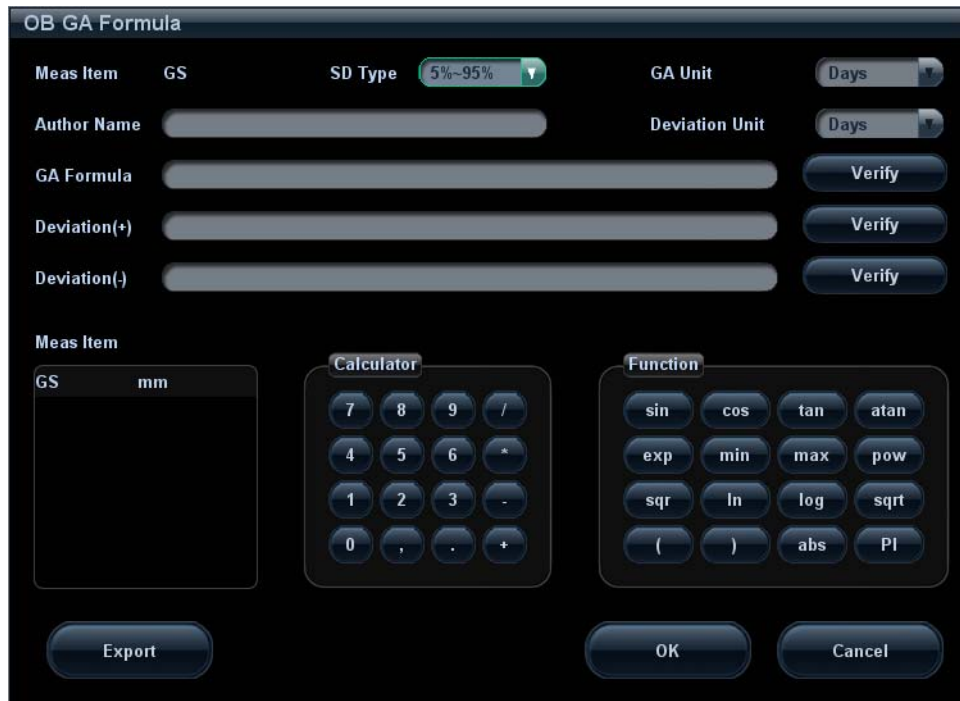 OB GA Formula
Meas Item GS SD Type 5%~95% GA Unit Days
Author Name Deviation Unit Days
GA Formula Verify
Deviation(+) Verify
Deviation(-) Verify
Meas Item
GS mm
Calculator
7 8 9 /
4 5 6 *
1 2 3 -
0 , . +
Function
sin cos tan atan
exp min max pow
sqr ln log sqrt
( ) abs PI
Export OK Cancel